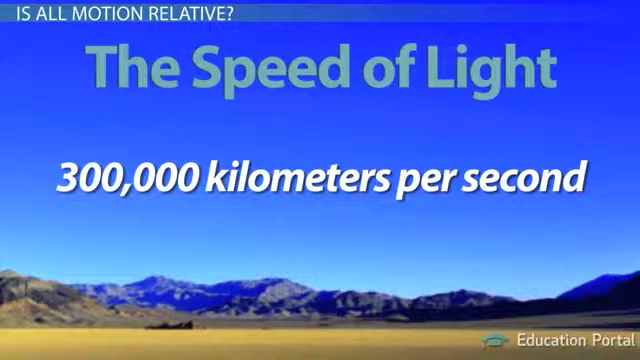 IS ALL MOTION RELATIVE?
The Speed of Light
300,000 kilometers per second
Education Portal